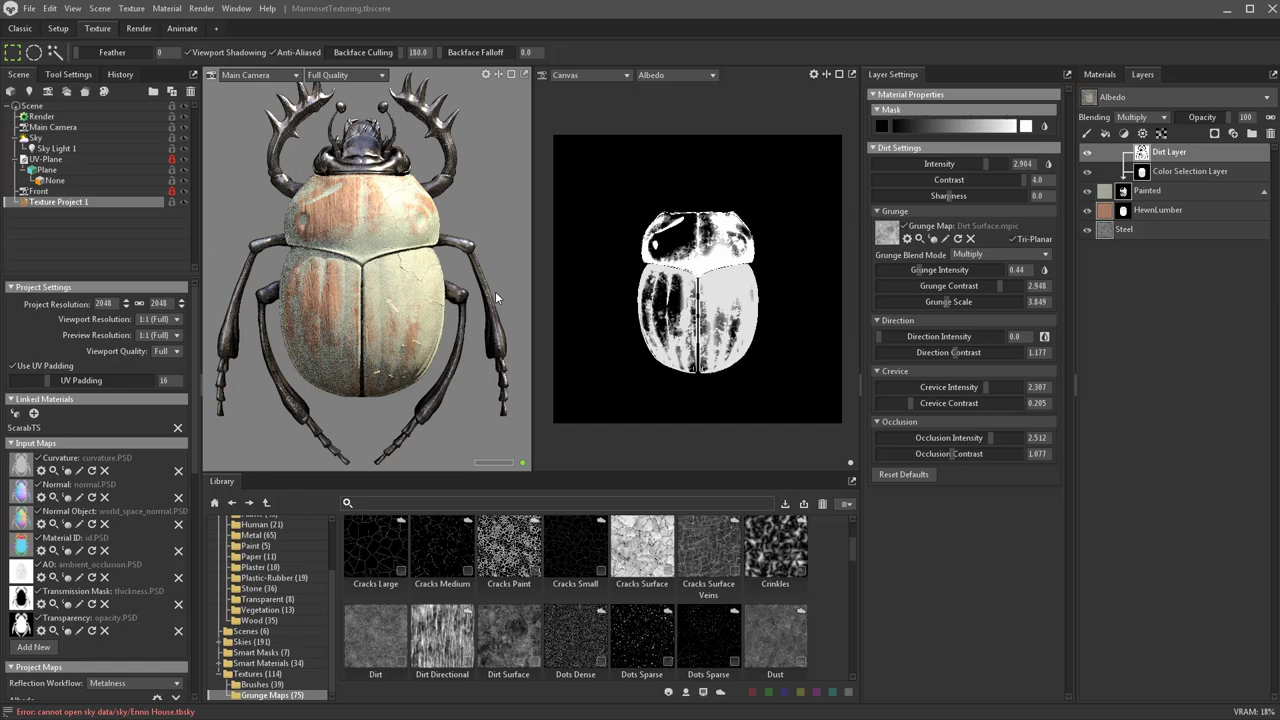 File Edit View Scene Texture Material Render Window Help MarmosetTexturing.tbscene
Classic Setup Texture Render Animate +
Feather 0 Viewport Shadowing Anti-Aliased Backface Culling 180.0 Backface Falloff 0.0
Scene Tool Settings History
Scene
Render
Main Camera
Sky
Sky Light 1
UV-Plane
Plane
None
Front
Texture Project 1
Project Settings
Project Resolution: 2048 2048
Viewport Resolution: 1:1 (Full)
Preview Resolution: 1:1 (Full)
Viewport Quality: Full
Use UV Padding
UV Padding 16
Linked Materials
ScarabTS
Input Maps
Curvature: curvature.PSD
Normal: normal.PSD
Normal Object: world_space_normal.PSD
Material ID: id.PSD
AO: ambient_occlusion.PSD
Transmission Mask: thickness.PSD
Transparency: opacity.PSD
Add New
Project Maps
Reflection Workflow: Metalness
Main Camera Full Quality
Canvas Albedo
Library
Human (21)
Metal (65)
Paint (5)
Paper (11)
Plaster (10)
Plastic-Rubber (19)
Stone (36)
Transparent (8)
Vegetation (13)
Wood (35)
Scenes (6)
Skies (191)
Smart Masks (7)
Smart Materials (34)
Textures (114)
Brushes (39)
Grunge Maps (75)
Cracks Large Cracks Medium Cracks Paint Cracks Small Cracks Surface Cracks Surface Veins Crinkles
Dirt Dirt Directional Dirt Surface Dots Dense Dots Sparse Dots Sparse Dust
Layer Settings
Material Properties
Mask
Dirt Settings
Intensity 2.904
Contrast 4.0
Sharpness 0.0
Grunge
Grunge Map: Dirt Surface.mpic
Tri-Planar
Grunge Blend Mode Multiply
Grunge Intensity 0.44
Grunge Contrast 2.948
Grunge Scale 3.849
Direction
Direction Intensity 0.0
Direction Contrast 1.177
Crevice
Crevice Intensity 2.307
Crevice Contrast 0.205
Occlusion
Occlusion Intensity 2.512
Occlusion Contrast 1.077
Reset Defaults
Materials Layers
Albedo
Blending Multiply Opacity 100
Dirt Layer
Color Selection Layer
Painted
HewnLumber
Steel
Error: cannot open sky data/sky/Ennis House.tbsky
VRAM: 18%